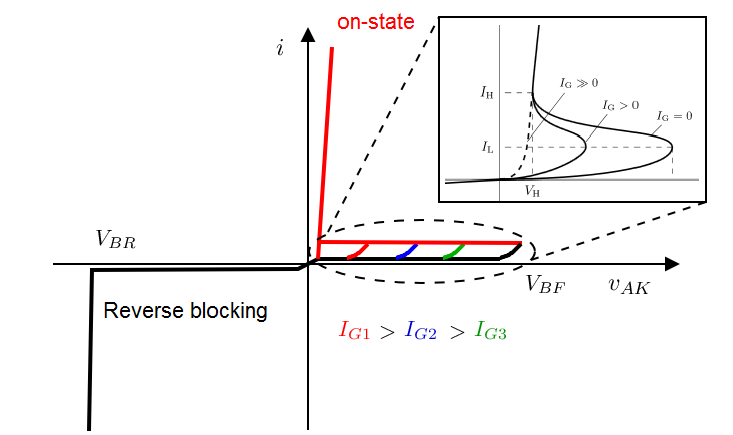 on-state
i
I_H
I_G ≫ 0
I_G > 0
I_G = 0
I_L
V_H
V_{BR}
V_{BF}
v_{AK}
Reverse blocking
I_{G1} > I_{G2} > I_{G3}